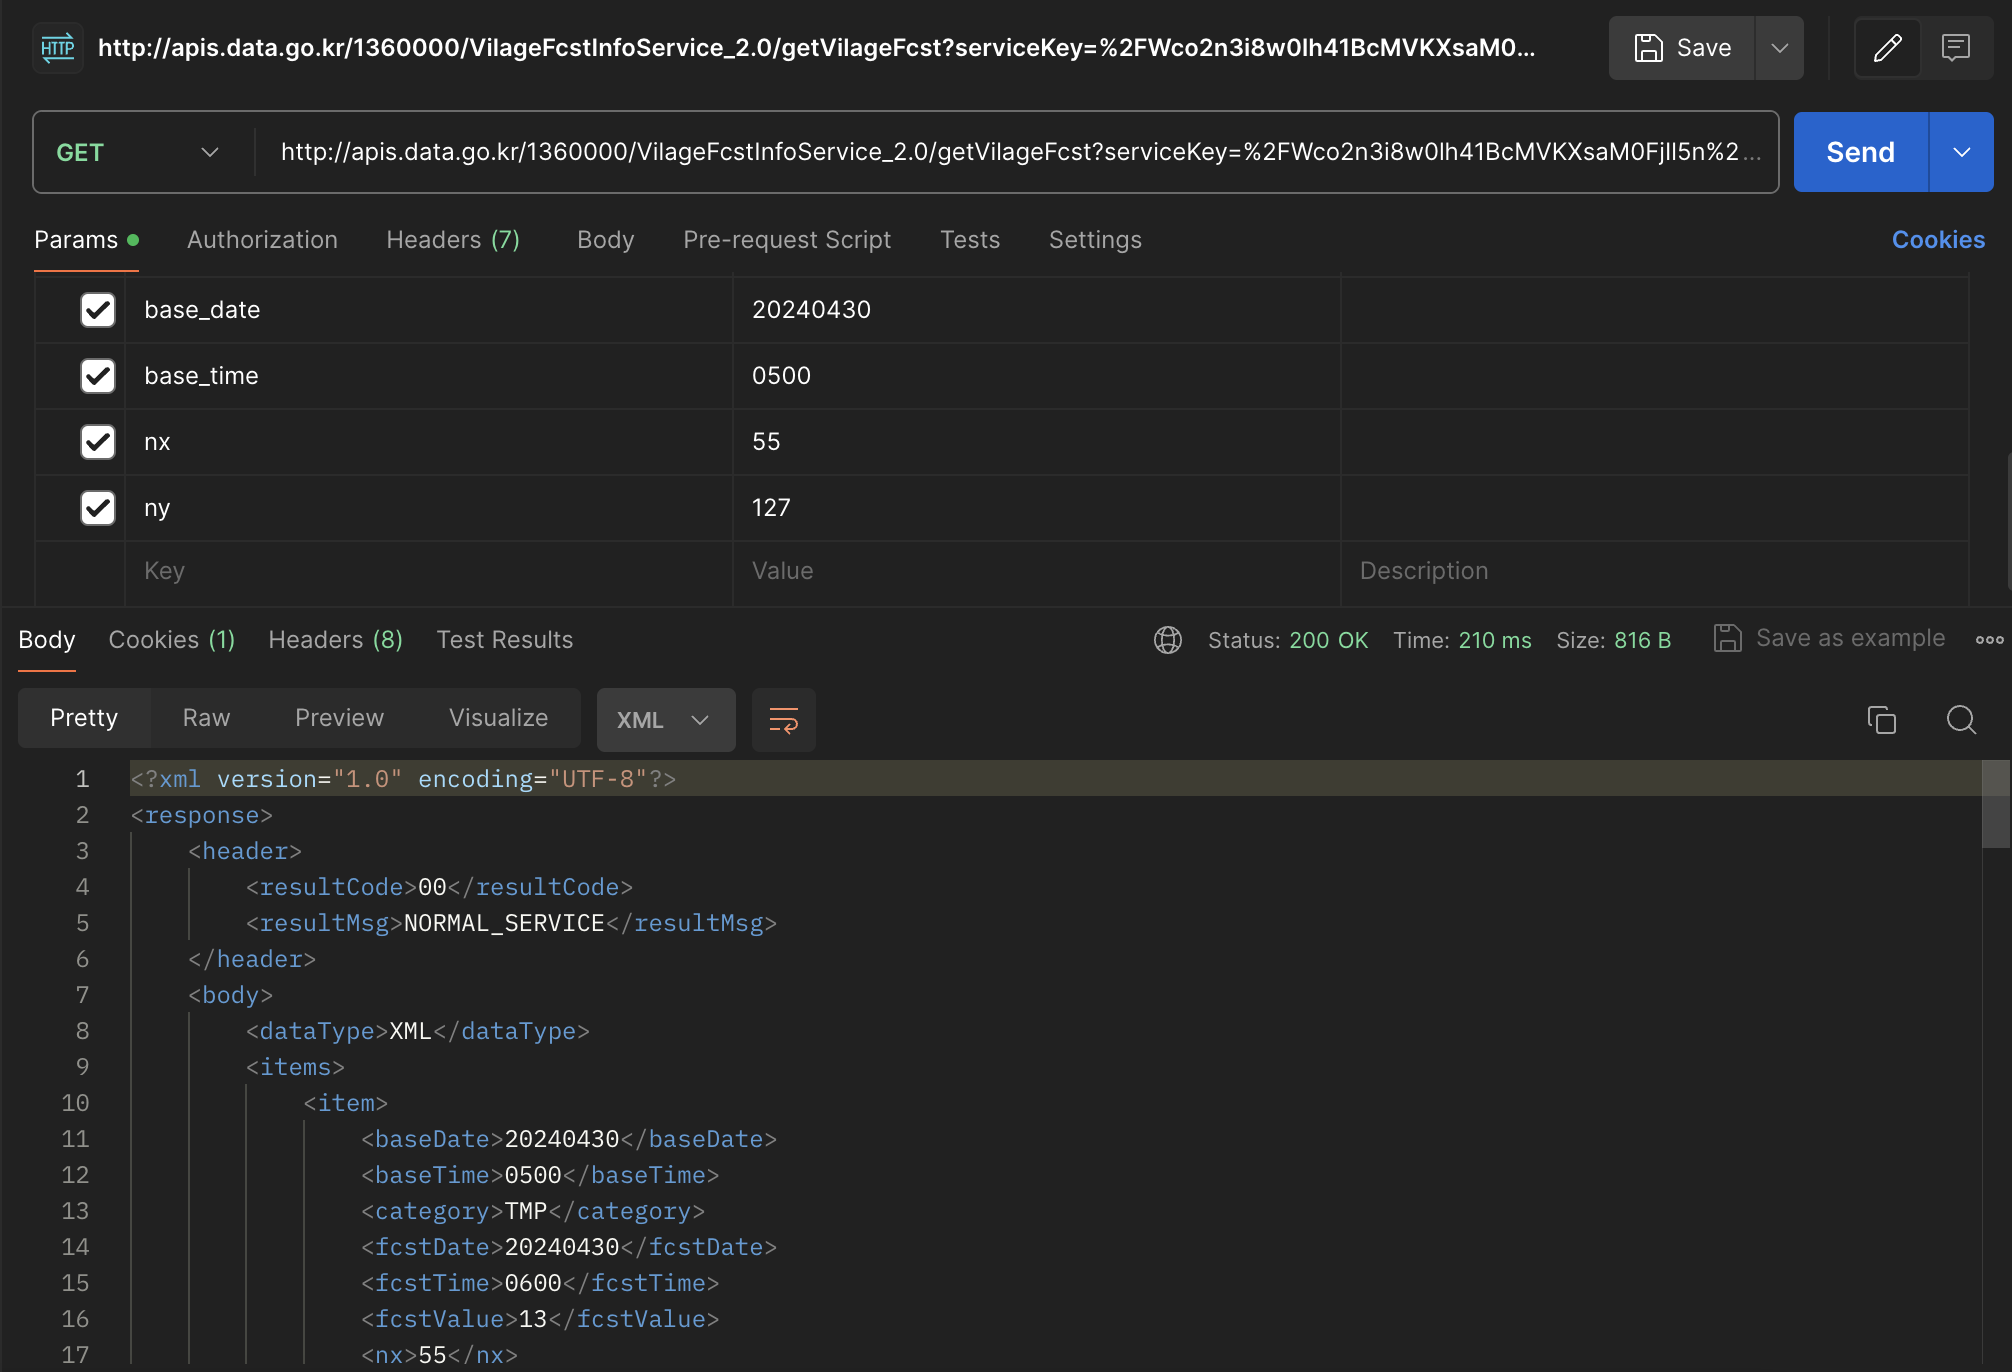 HTTP http://apis.data.go.kr/1360000/VilageFcstInfoService_2.0/getVilageFcst?serviceKey=%2FWco2n3i8w0lh41BcMVKXsaM0... Save
GET http://apis.data.go.kr/1360000/VilageFcstInfoService_2.0/getVilageFcst?serviceKey=%2FWco2n3i8w0lh41BcMVKXsaM0FjIl5n%2... Send
Params Authorization Headers (7) Body Pre-request Script Tests Settings Cookies
base_date 20240430
base_time 0500
nx 55
ny 127
Key Value Description
Body Cookies (1) Headers (8) Test Results Status: 200 OK Time: 210 ms Size: 816 B Save as example
Pretty Raw Preview Visualize XML
1 <?xml version="1.0" encoding="UTF-8"?>
2 <response>
3 <header>
4 <resultCode>00</resultCode>
5 <resultMsg>NORMAL_SERVICE</resultMsg>
6 </header>
7 <body>
8 <dataType>XML</dataType>
9 <items>
10 <item>
11 <baseDate>20240430</baseDate>
12 <baseTime>0500</baseTime>
13 <category>TMP</category>
14 <fcstDate>20240430</fcstDate>
15 <fcstTime>0600</fcstTime>
16 <fcstValue>13</fcstValue>
17 <nx>55</nx>